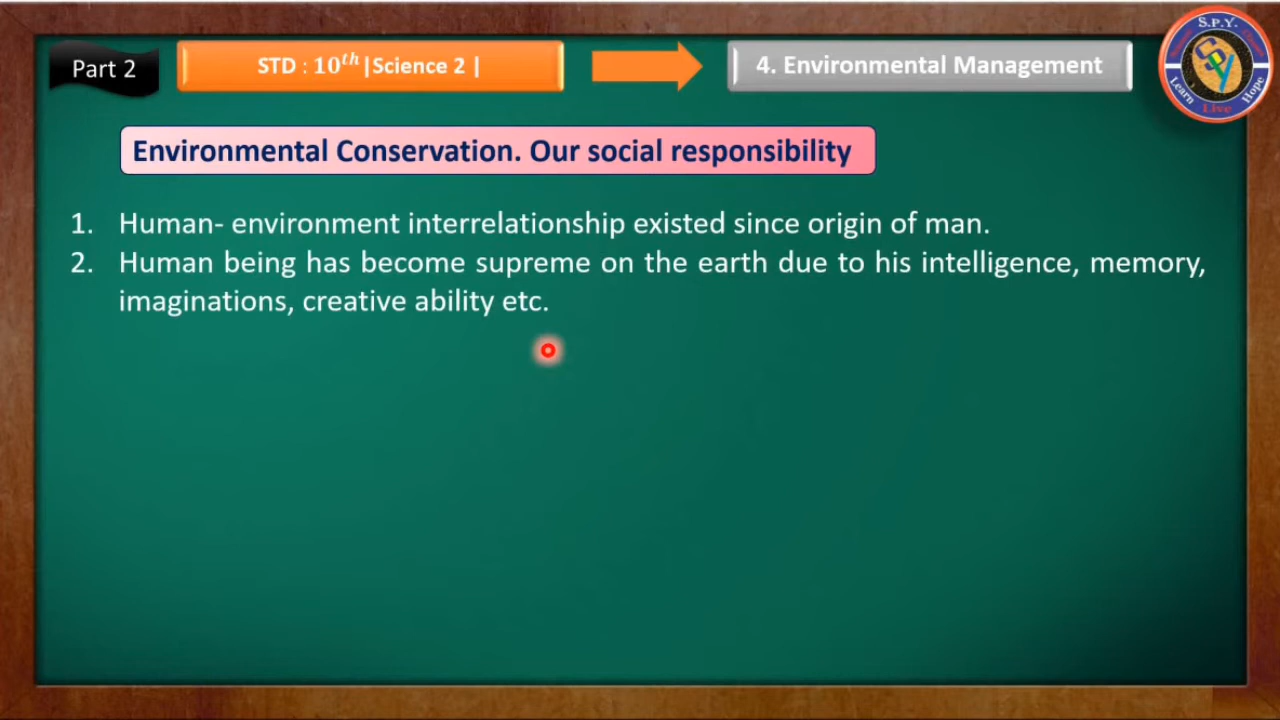 Part 2
STD : 10th |Science 2 |
4. Environmental Management
S.P.Y.
Learn
Live
Hope
Environmental Conservation. Our social responsibility
1. Human- environment interrelationship existed since origin of man.
2. Human being has become supreme on the earth due to his intelligence, memory,
imaginations, creative ability etc.